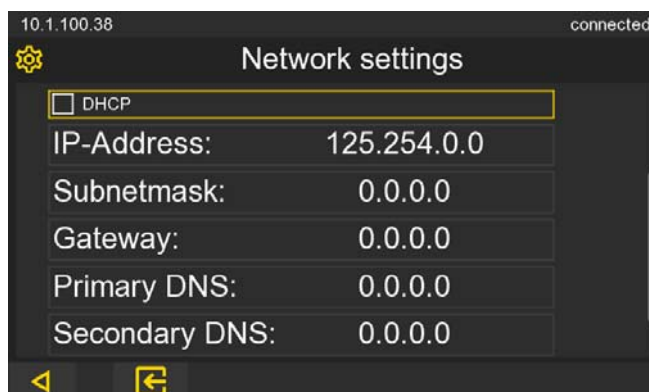 10.1.100.38 connected
Network settings
DHCP
IP-Address: 125.254.0.0
Subnetmask: 0.0.0.0
Gateway: 0.0.0.0
Primary DNS: 0.0.0.0
Secondary DNS: 0.0.0.0